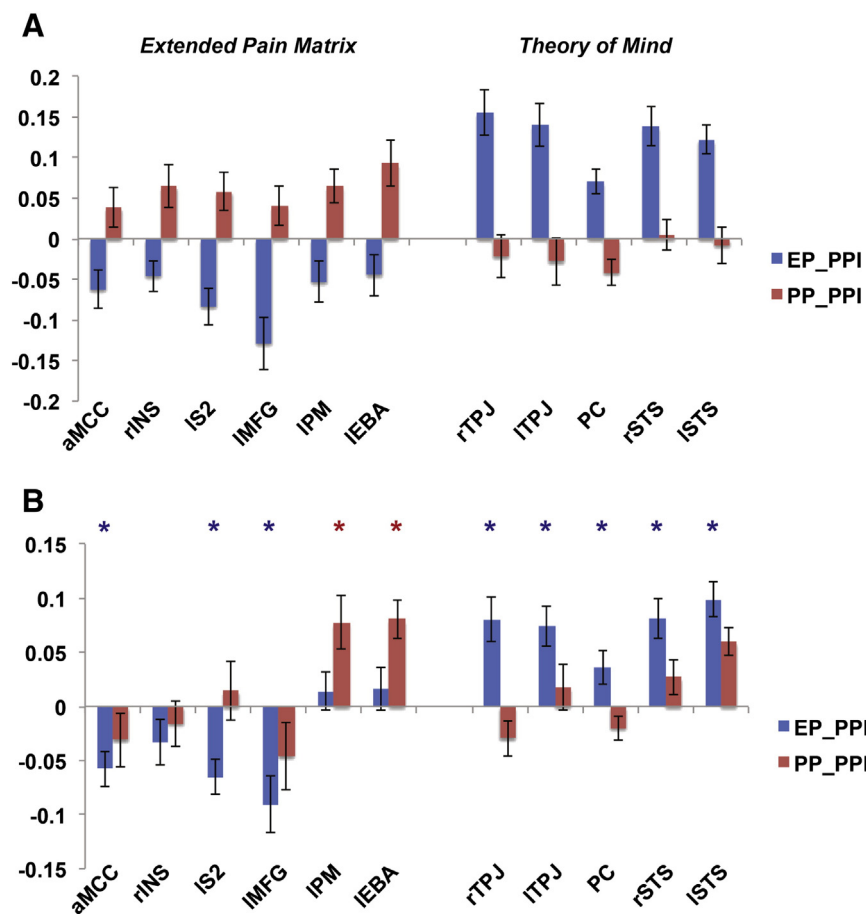 A
Extended Pain Matrix Theory of Mind
0.2
0.15
0.1
0.05
0
-0.05
-0.1
-0.15
-0.2
EP_PPI
PP_PPI
aMCC rINS lS2 lMFG lPM lEBA rTPJ lTPJ PC rSTS lSTS
B
* * * * * * * * * *
0.15
0.1
0.05
0
-0.05
-0.1
-0.15
EP_PPI
PP_PPI
aMCC rINS lS2 lMFG lPM lEBA rTPJ lTPJ PC rSTS lSTS